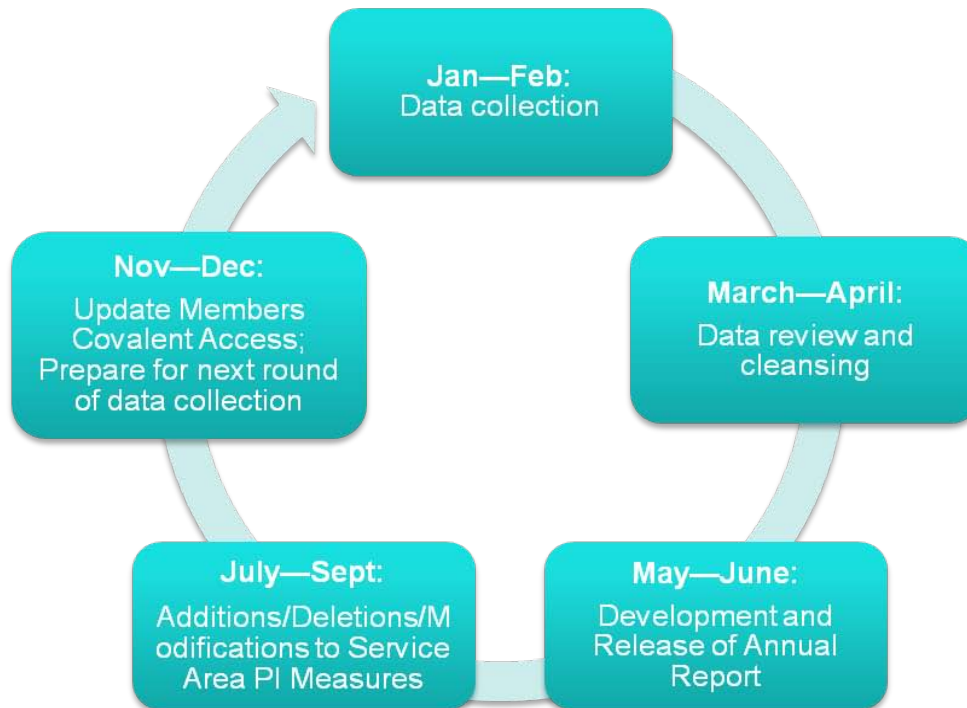 Jan—Feb:
Data collection
March—April:
Data review and
cleansing
May—June:
Development and
Release of Annual
Report
July—Sept:
Additions/Deletions/M
odifications to Service
Area PI Measures
Nov—Dec:
Update Members
Covalent Access;
Prepare for next round
of data collection